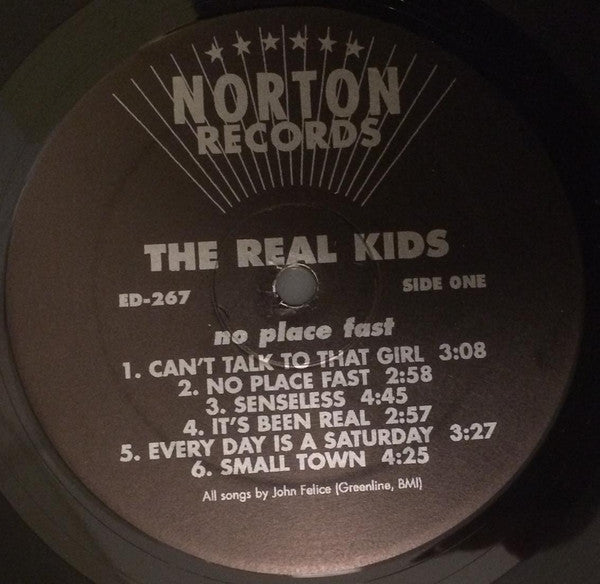 NORTON
RECORDS
THE REAL KIDS
ED-267
SIDE ONE
no place fast
1. CAN'T TALK TO THAT GIRL 3:08
2. NO PLACE FAST 2:58
3. SENSELESS 4:45
4. IT'S BEEN REAL 2:57
5. EVERY DAY IS A SATURDAY 3:27
6. SMALL TOWN 4:25
All songs by John Felice (Greenline, BMI)